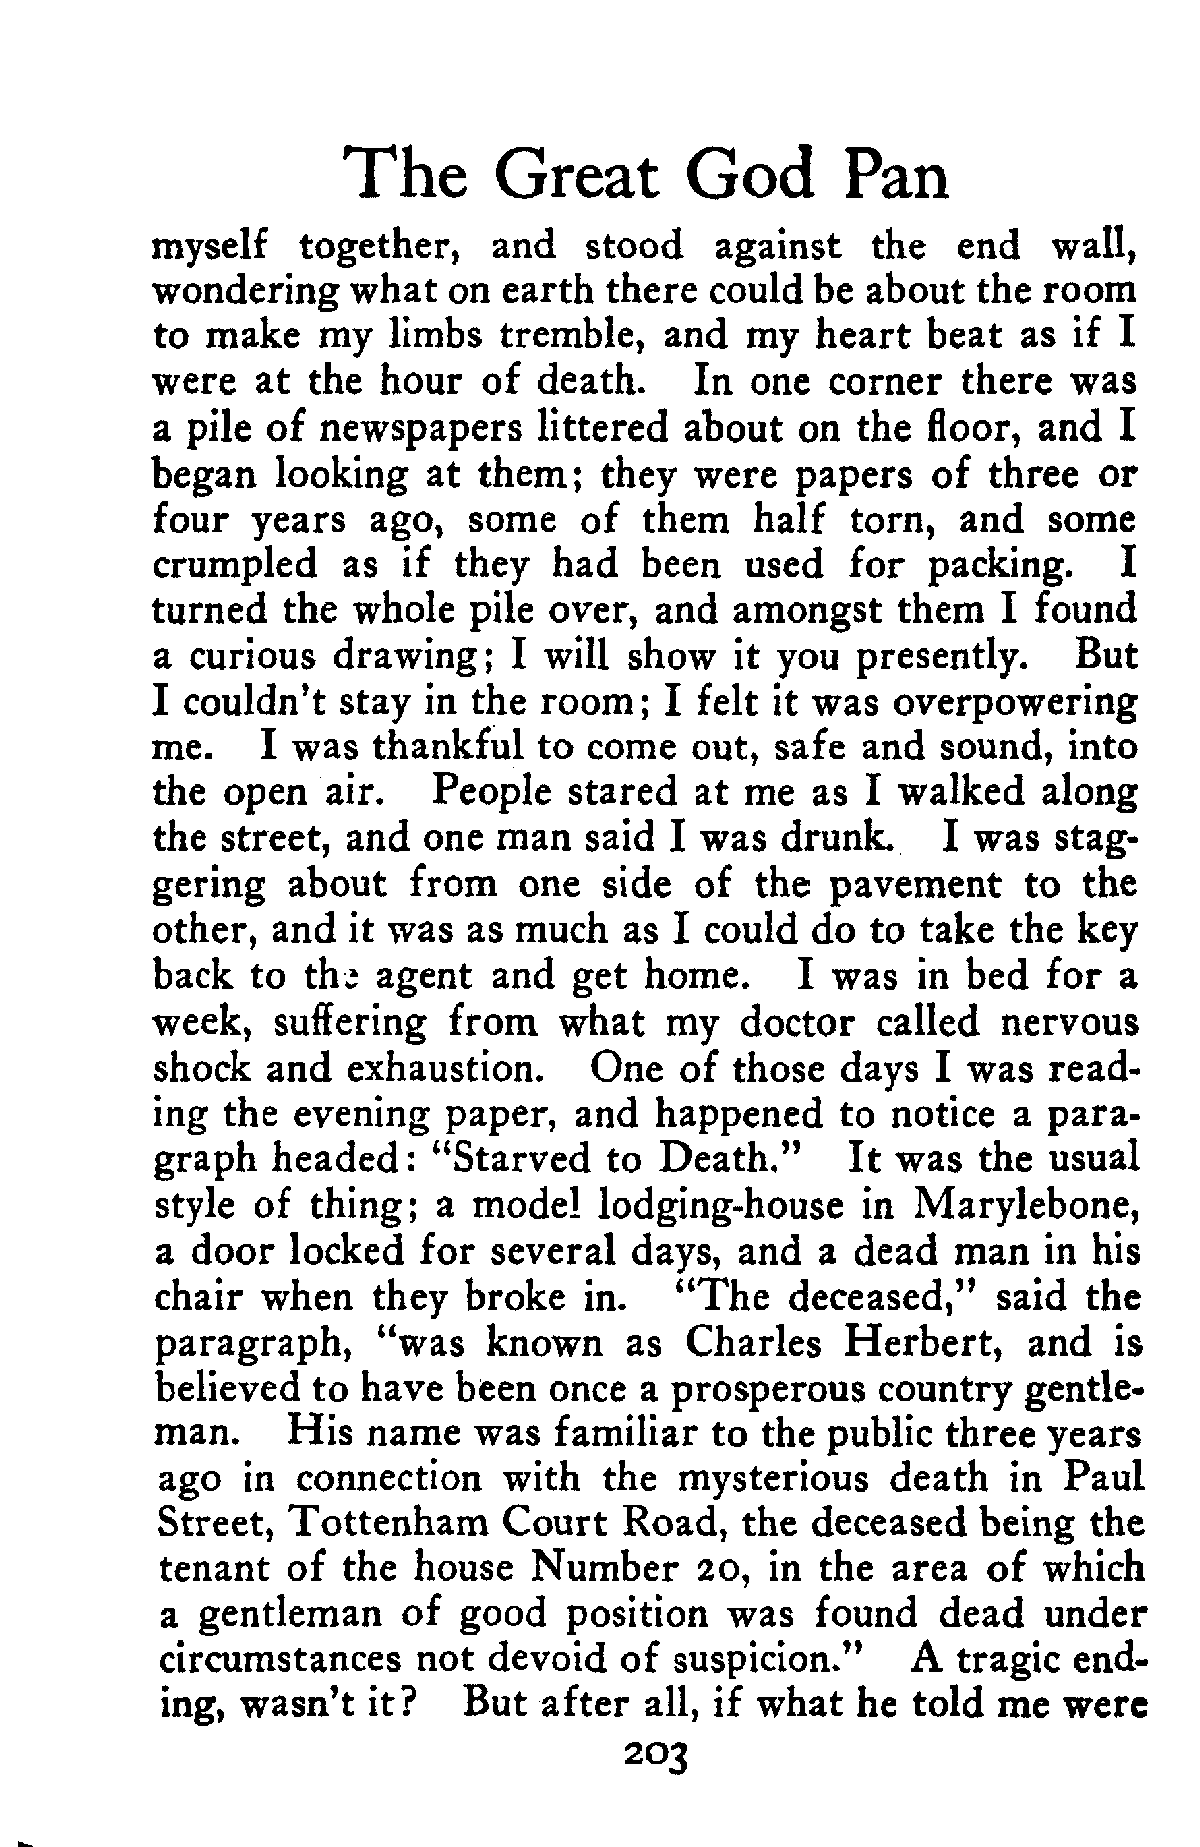 The Great God Pan
myself together, and stood against the end wall,
wondering what on earth there could be about the room
to make my limbs tremble, and my heart beat as if I
were at the hour of death. In one corner there was
a pile of newspapers littered about on the floor, and I
began looking at them; they were papers of three or
four years ago, some of them half torn, and some
crumpled as if they had been used for packing. I
turned the whole pile over, and amongst them I found
a curious drawing; I will show it you presently. But
I couldn't stay in the room; I felt it was overpowering
me. I was thankful to come out, safe and sound, into
the open air. People stared at me as I walked along
the street, and one man said I was drunk. I was stag-
gering about from one side of the pavement to the
other, and it was as much as I could do to take the key
back to the agent and get home. I was in bed for a
week, suffering from what my doctor called nervous
shock and exhaustion. One of those days I was read-
ing the evening paper, and happened to notice a para-
graph headed: "Starved to Death." It was the usual
style of thing; a model lodging-house in Marylebone,
a door locked for several days, and a dead man in his
chair when they broke in. "The deceased," said the
paragraph, "was known as Charles Herbert, and is
believed to have been once a prosperous country gentle-
man. His name was familiar to the public three years
ago in connection with the mysterious death in Paul
Street, Tottenham Court Road, the deceased being the
tenant of the house Number 20, in the area of which
a gentleman of good position was found dead under
circumstances not devoid of suspicion." A tragic end-
ing, wasn't it? But after all, if what he told me were
203